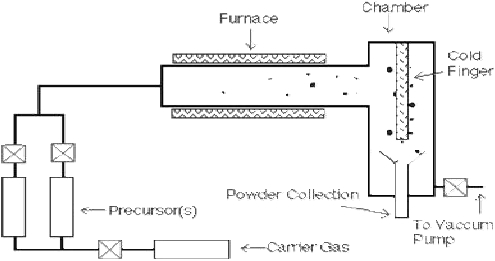 Furnace
Chamber
Cold
Finger
Powder Collection
Precursor(s)
Carrier Gas
To Vaccum
Pump